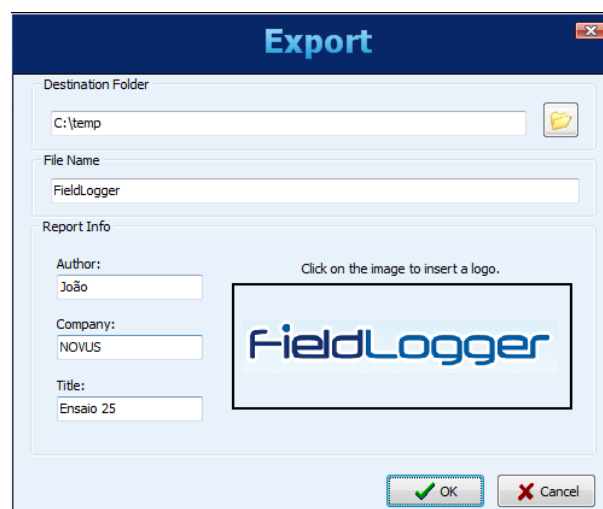 Export
Destination Folder
C:\temp
File Name
FieldLogger
Report Info
Author:
João
Company:
NOVUS
Title:
Ensaio 25
Click on the image to insert a logo.
FieldLogger
OK
Cancel